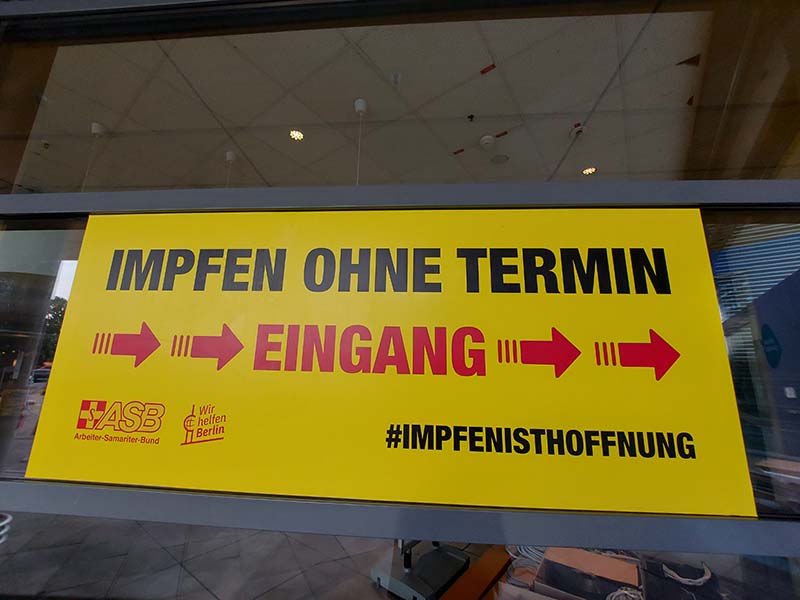 IMPFEN OHNE TERMIN
EINGANG
ASB
Arbeiter-Samariter-Bund
Wir
helfen
Berlin
#IMPFENISTHOFFNUNG